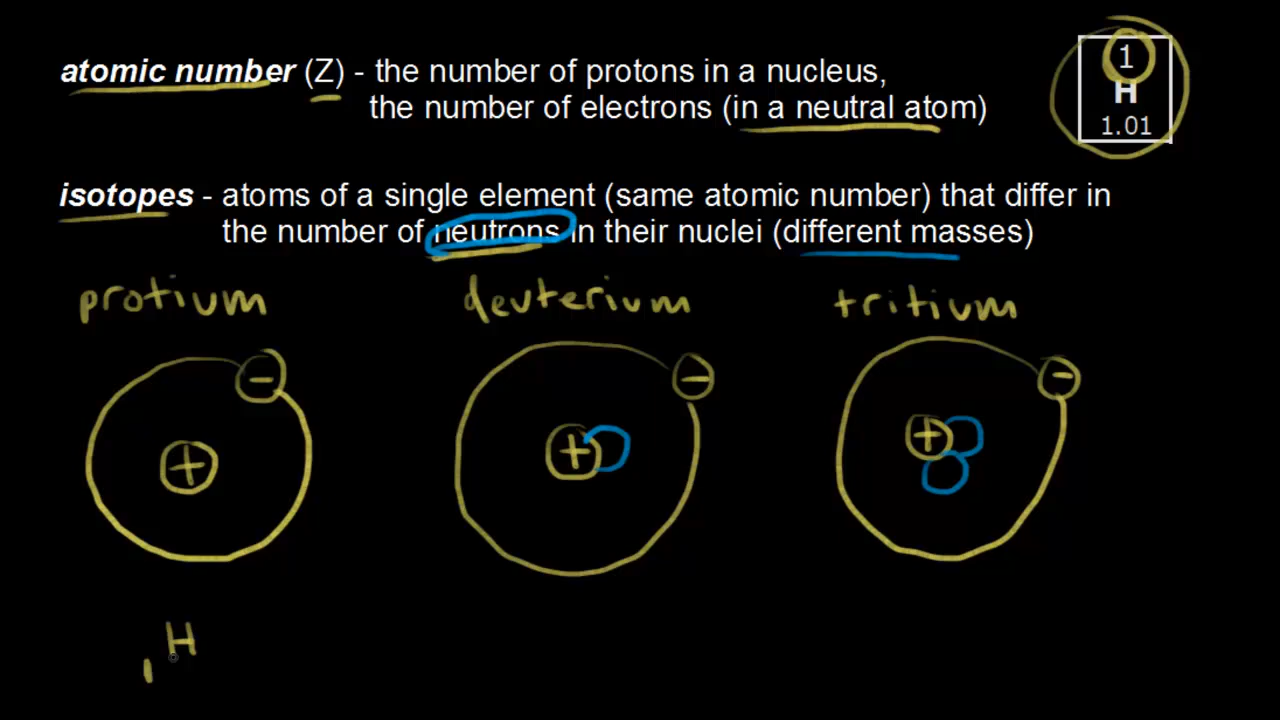 atomic number (Z) - the number of protons in a nucleus,
the number of electrons (in a neutral atom)
1
H
1.01
isotopes - atoms of a single element (same atomic number) that differ in
the number of neutrons in their nuclei (different masses)
protium deuterium tritium
- - -
+ + +
1H